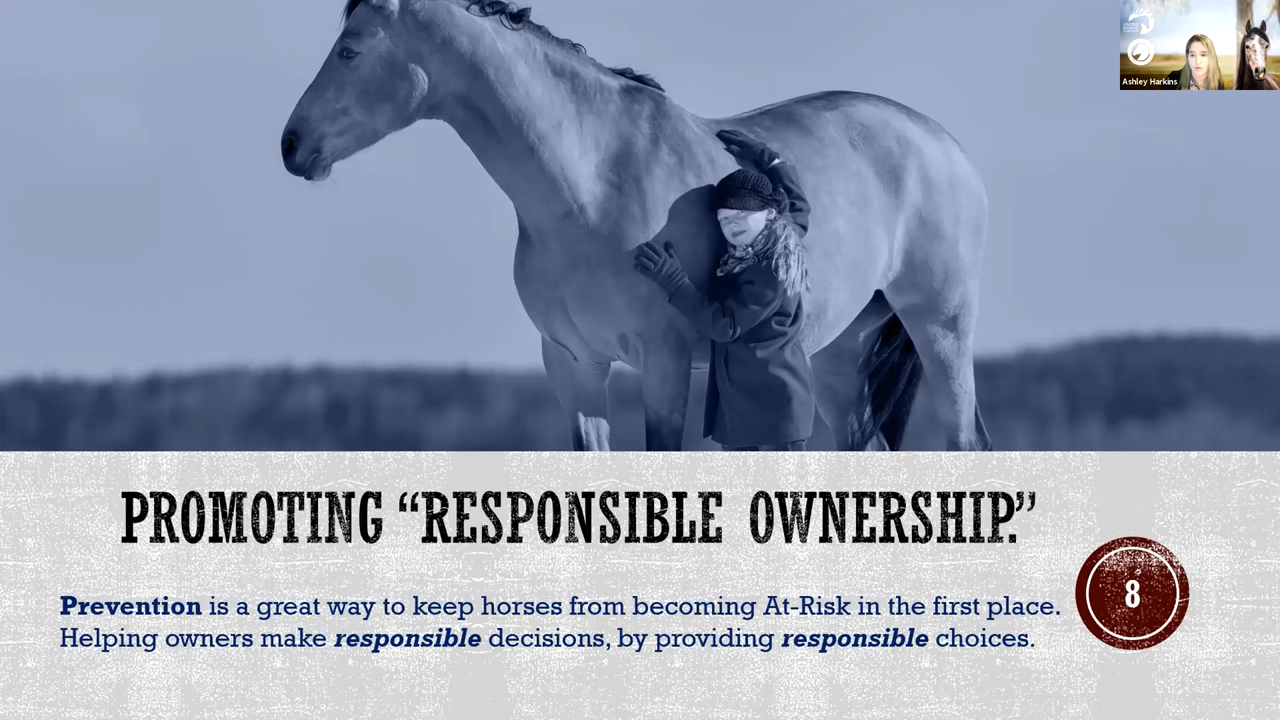 Ashley Harkins
PROMOTING “RESPONSIBLE OWNERSHIP.”
Prevention is a great way to keep horses from becoming At-Risk in the first place.
Helping owners make responsible decisions, by providing responsible choices.
8